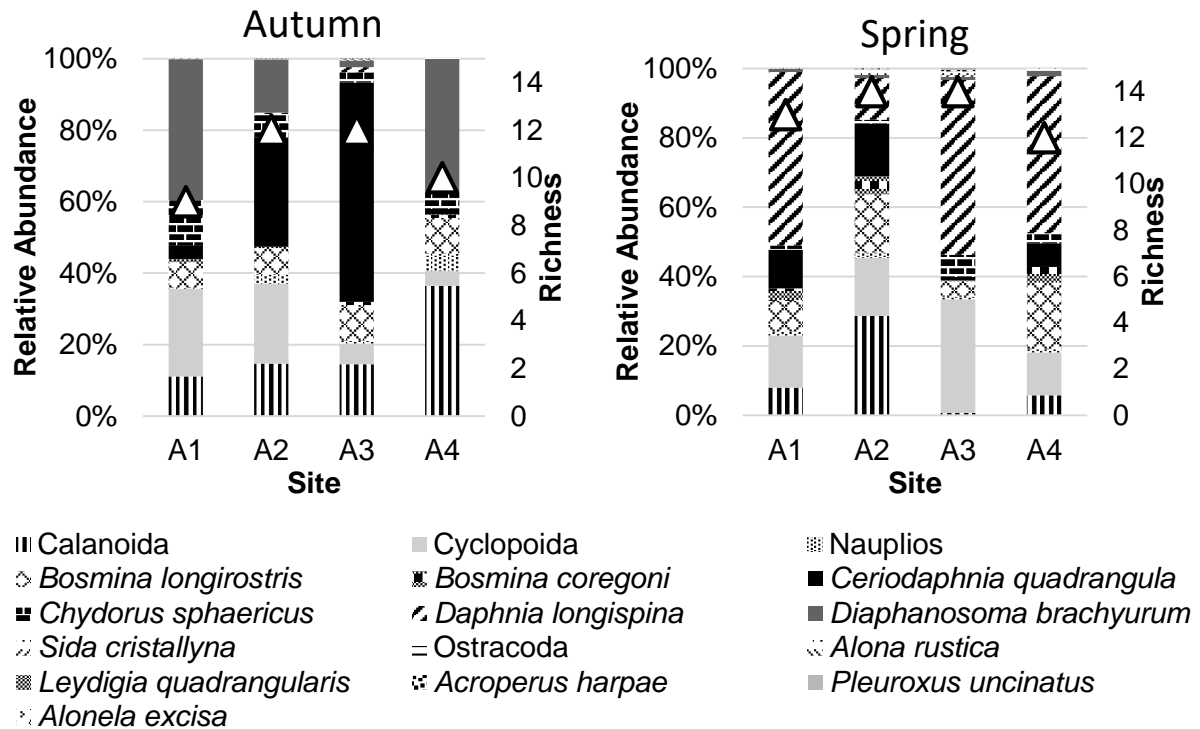 Autumn
100%
80%
60%
40%
20%
0%
Relative Abundance
14
12
10
8
6
4
2
0
Richness
A1 A2 A3 A4
Site
Spring
100%
80%
60%
40%
20%
0%
Relative Abundance
14
12
10
8
6
4
2
0
Richness
A1 A2 A3 A4
Site
Calanoida Cyclopoida Nauplios
Bosmina longirostris Bosmina coregoni Ceriodaphnia quadrangula
Chydorus sphaericus Daphnia longispina Diaphanosoma brachyurum
Sida cristallyna Ostracoda Alona rustica
Leydigia quadrangularis Acroperus harpae Pleuroxus uncinatus
Alonela excisa